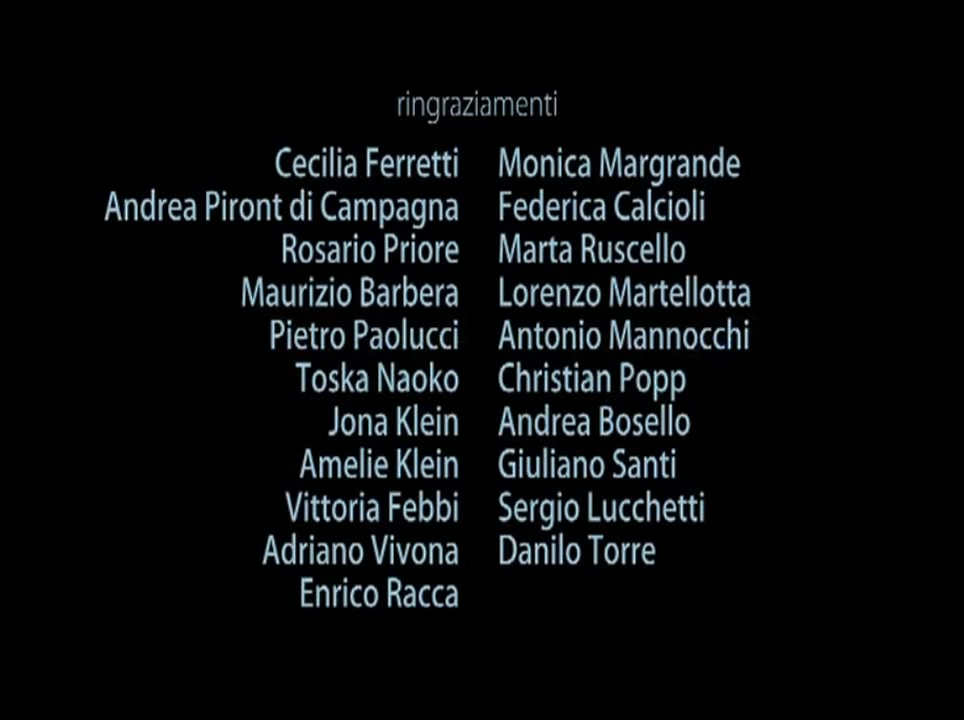 ringraziamenti
Cecilia Ferretti Monica Margrande
Andrea Piront di Campagna Federica Calcioli
Rosario Priore Marta Ruscello
Maurizio Barbera Lorenzo Martellotta
Pietro Paolucci Antonio Mannocchi
Toska Naoko Christian Popp
Jona Klein Andrea Bosello
Amelie Klein Giuliano Santi
Vittoria Febbi Sergio Lucchetti
Adriano Vivona Danilo Torre
Enrico Racca